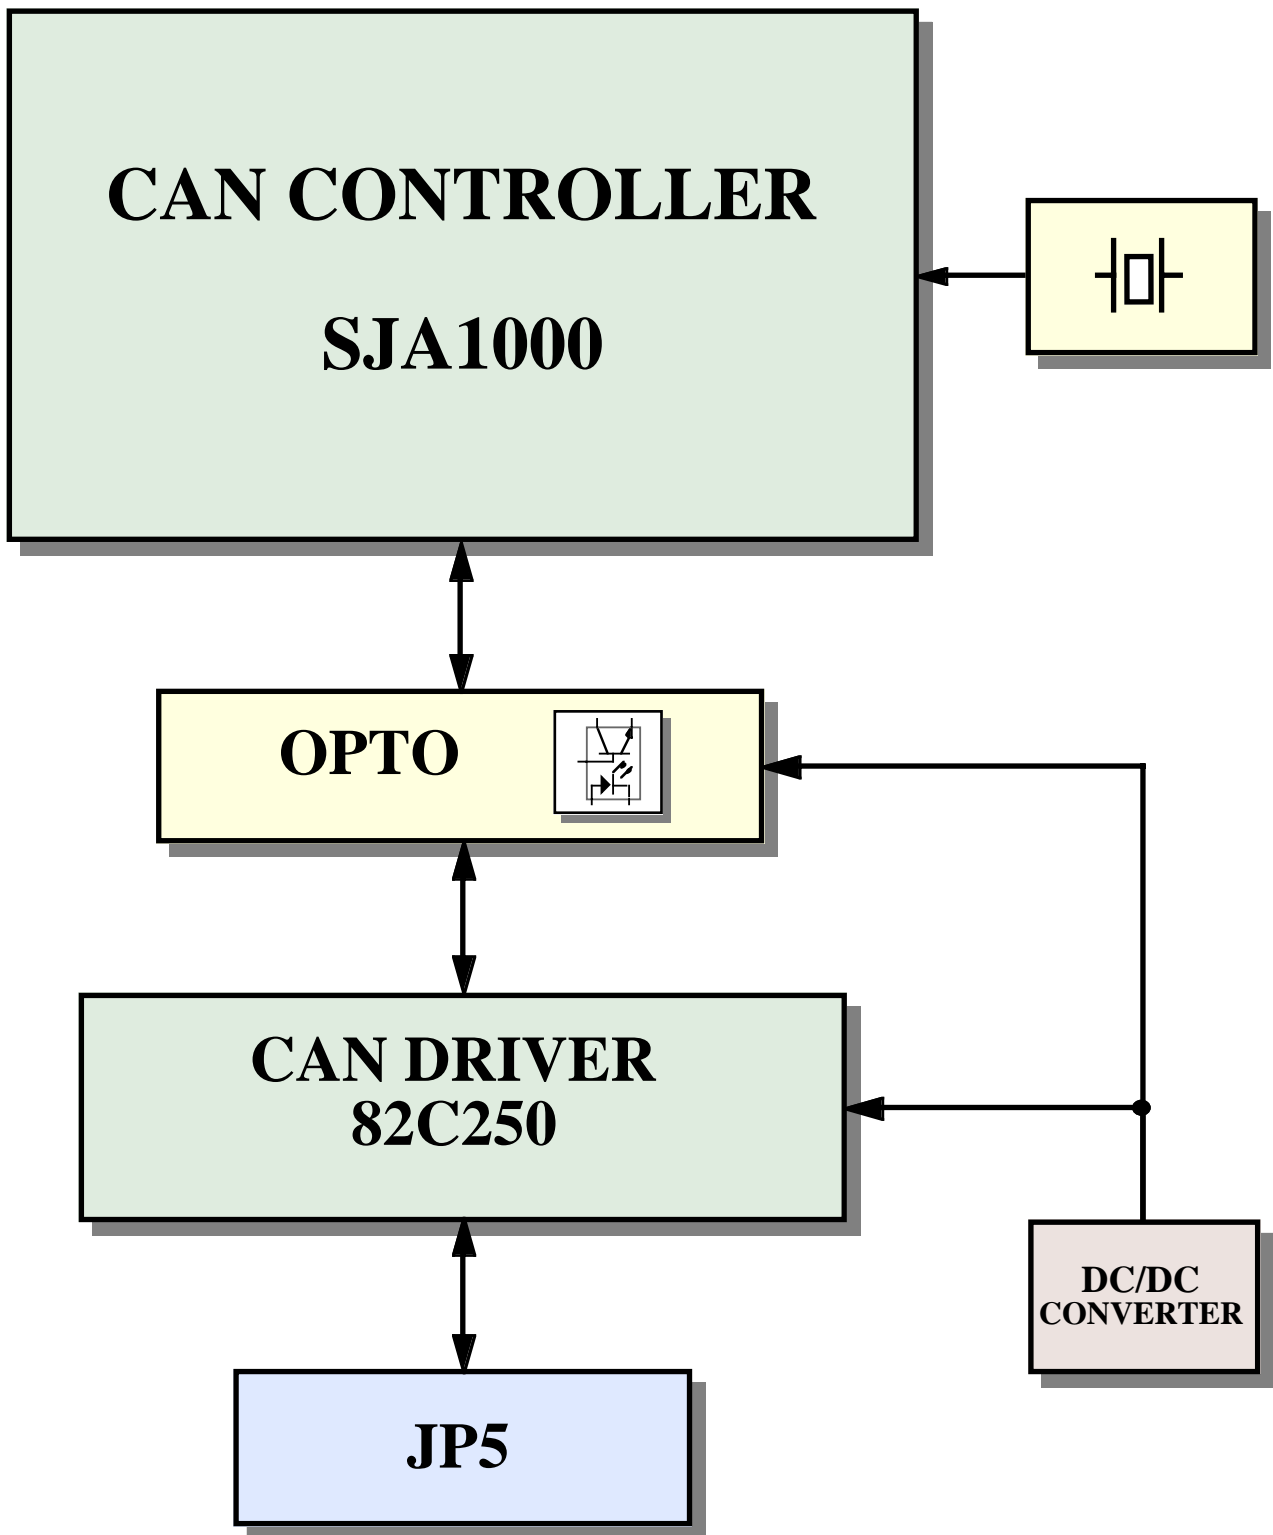 CAN CONTROLLER
SJA1000
OPTO
CAN DRIVER
82C250
DC/DC
CONVERTER
JP5